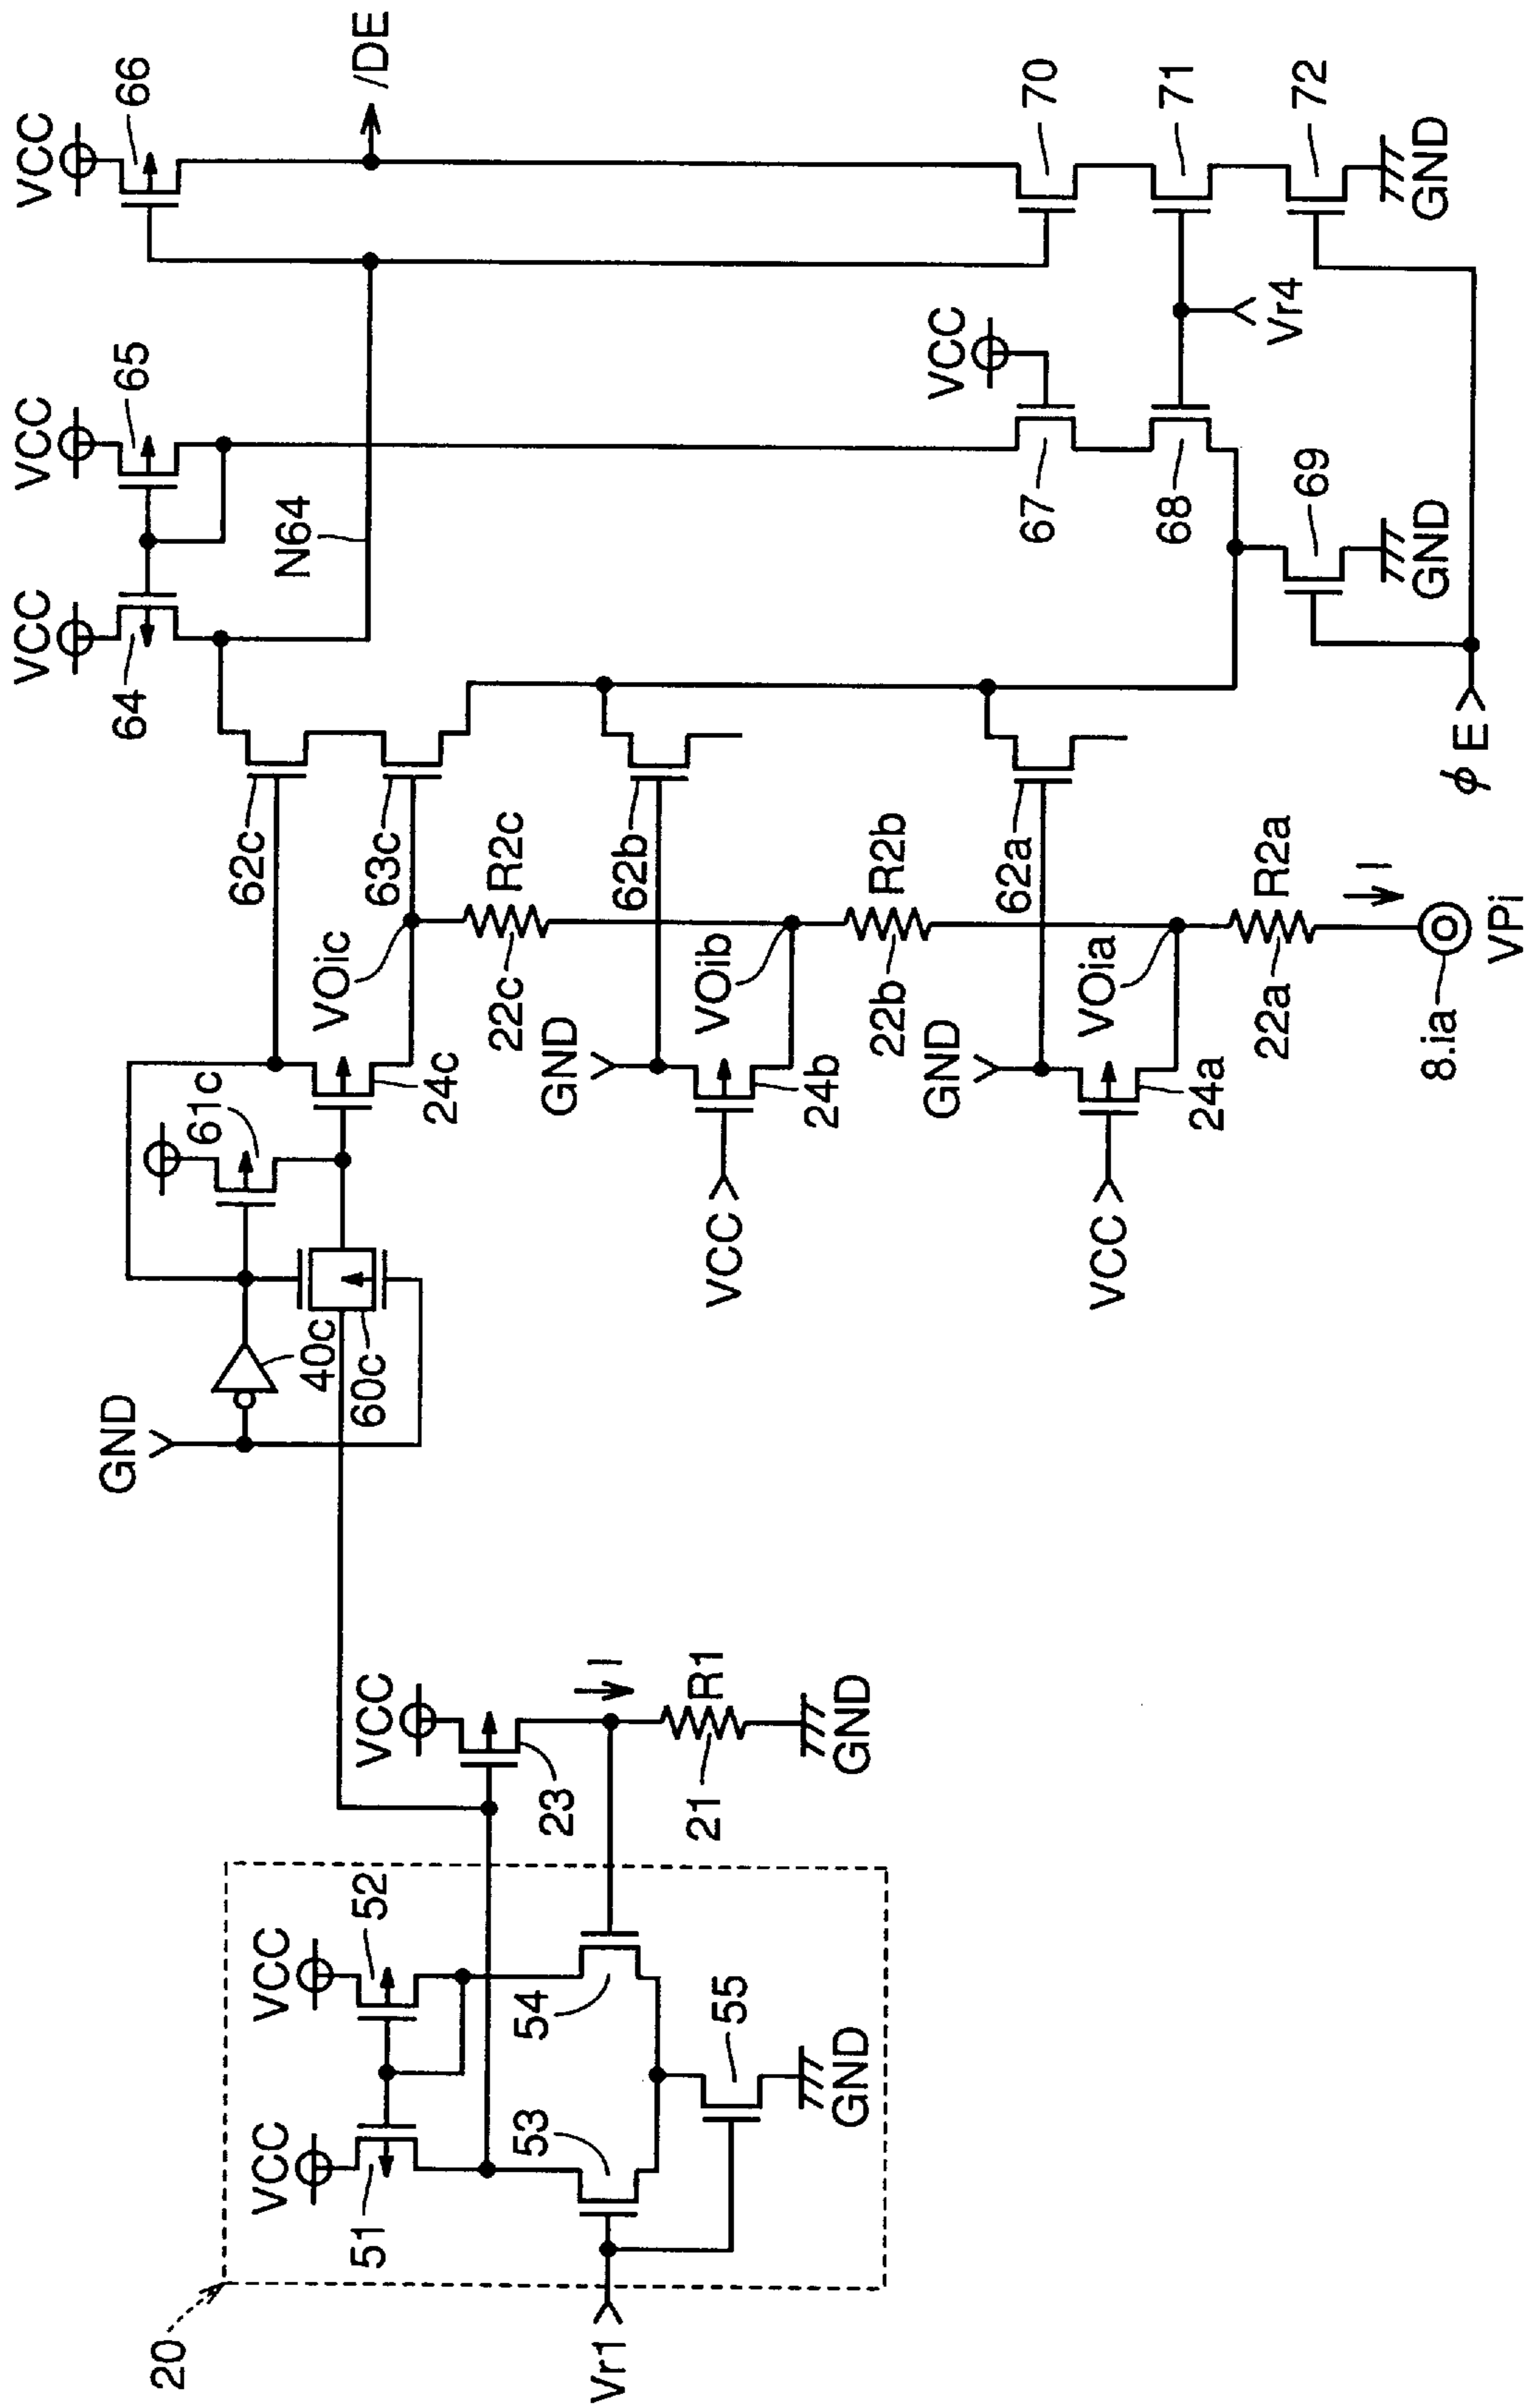 20
Vr1
VCC
51
VCC
52
53
54
55
GND
VCC
23
I
21
R1
GND
GND
40c
60c
61c
24c
VOic
62c
63c
22c
R2c
VCC
GND
24b
VOib
62b
22b
R2b
VCC
GND
24a
VOia
62a
22a
R2a
I
8.ia
VPi
VCC
64
N64
VCC
65
VCC
66
/DE
VCC
67
68
69
GND
Vr4
70
71
72
GND
ϕE